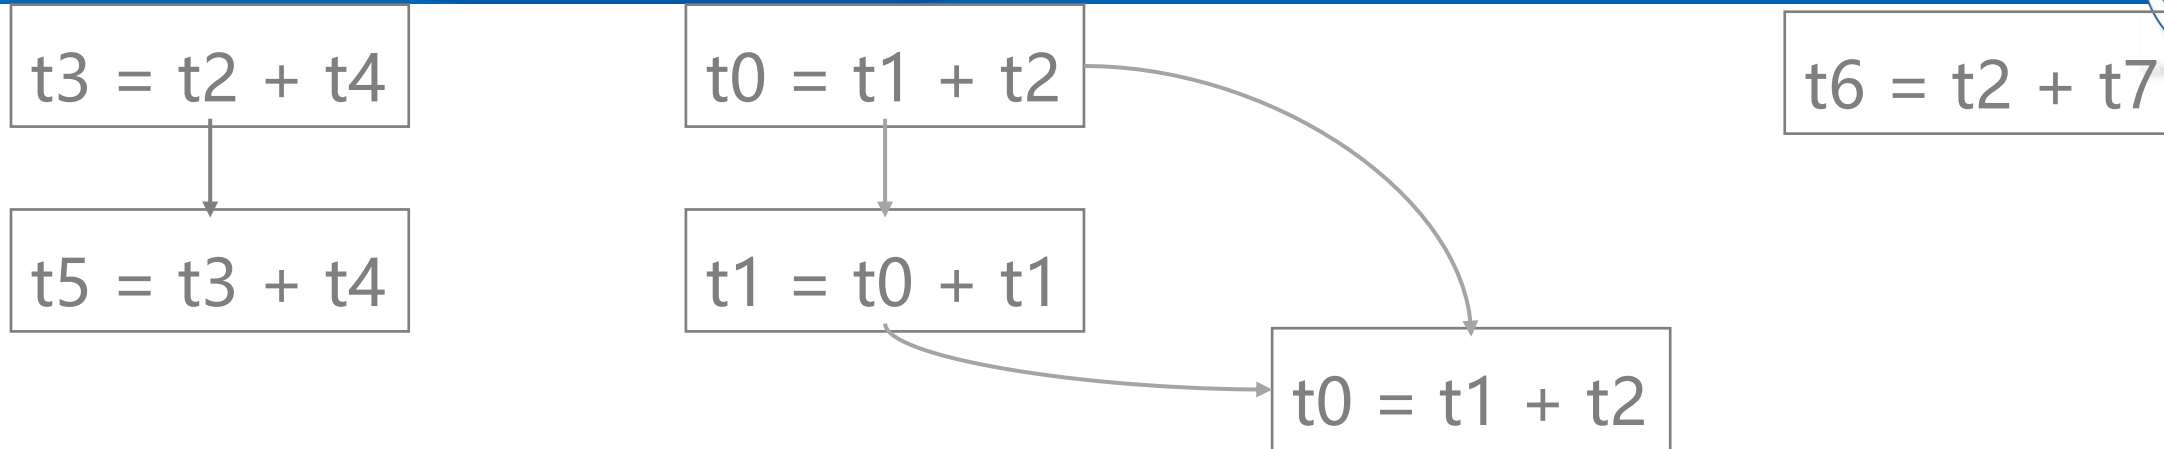 t3 = t2 + t4
t0 = t1 + t2
t6 = t2 + t7
t5 = t3 + t4
t1 = t0 + t1
t0 = t1 + t2